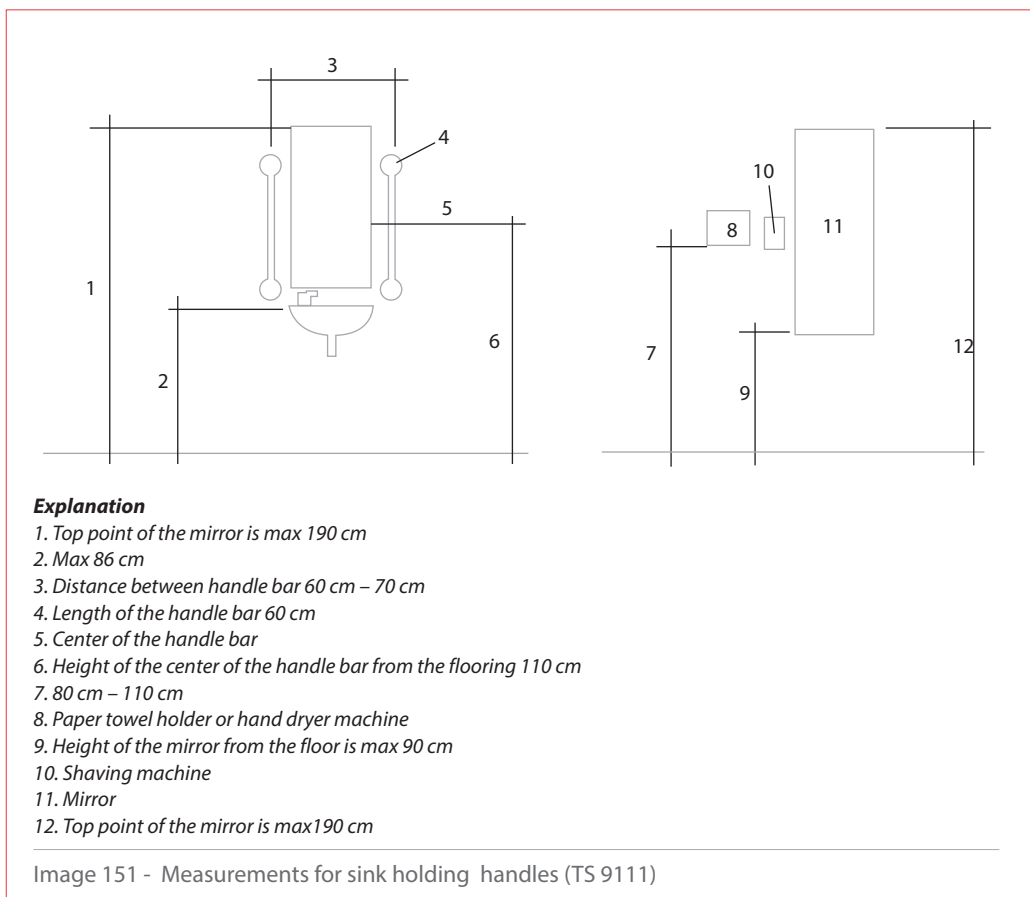 3
4
10
5
8
11
1
6
7
12
2
9
Explanation
1. Top point of the mirror is max 190 cm
2. Max 86 cm
3. Distance between handle bar 60 cm – 70 cm
4. Length of the handle bar 60 cm
5. Center of the handle bar
6. Height of the center of the handle bar from the flooring 110 cm
7. 80 cm – 110 cm
8. Paper towel holder or hand dryer machine
9. Height of the mirror from the floor is max 90 cm
10. Shaving machine
11. Mirror
12. Top point of the mirror is max190 cm
Image 151 - Measurements for sink holding handles (TS 9111)